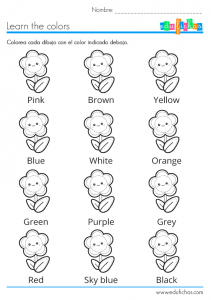 Nombre:
edufichas
Learn the colors
Colorea cada dibujo con el color indicado debajo.
Pink Brown Yellow
Blue White Orange
Green Purple Grey
Red Sky blue Black
www.edufichas.com